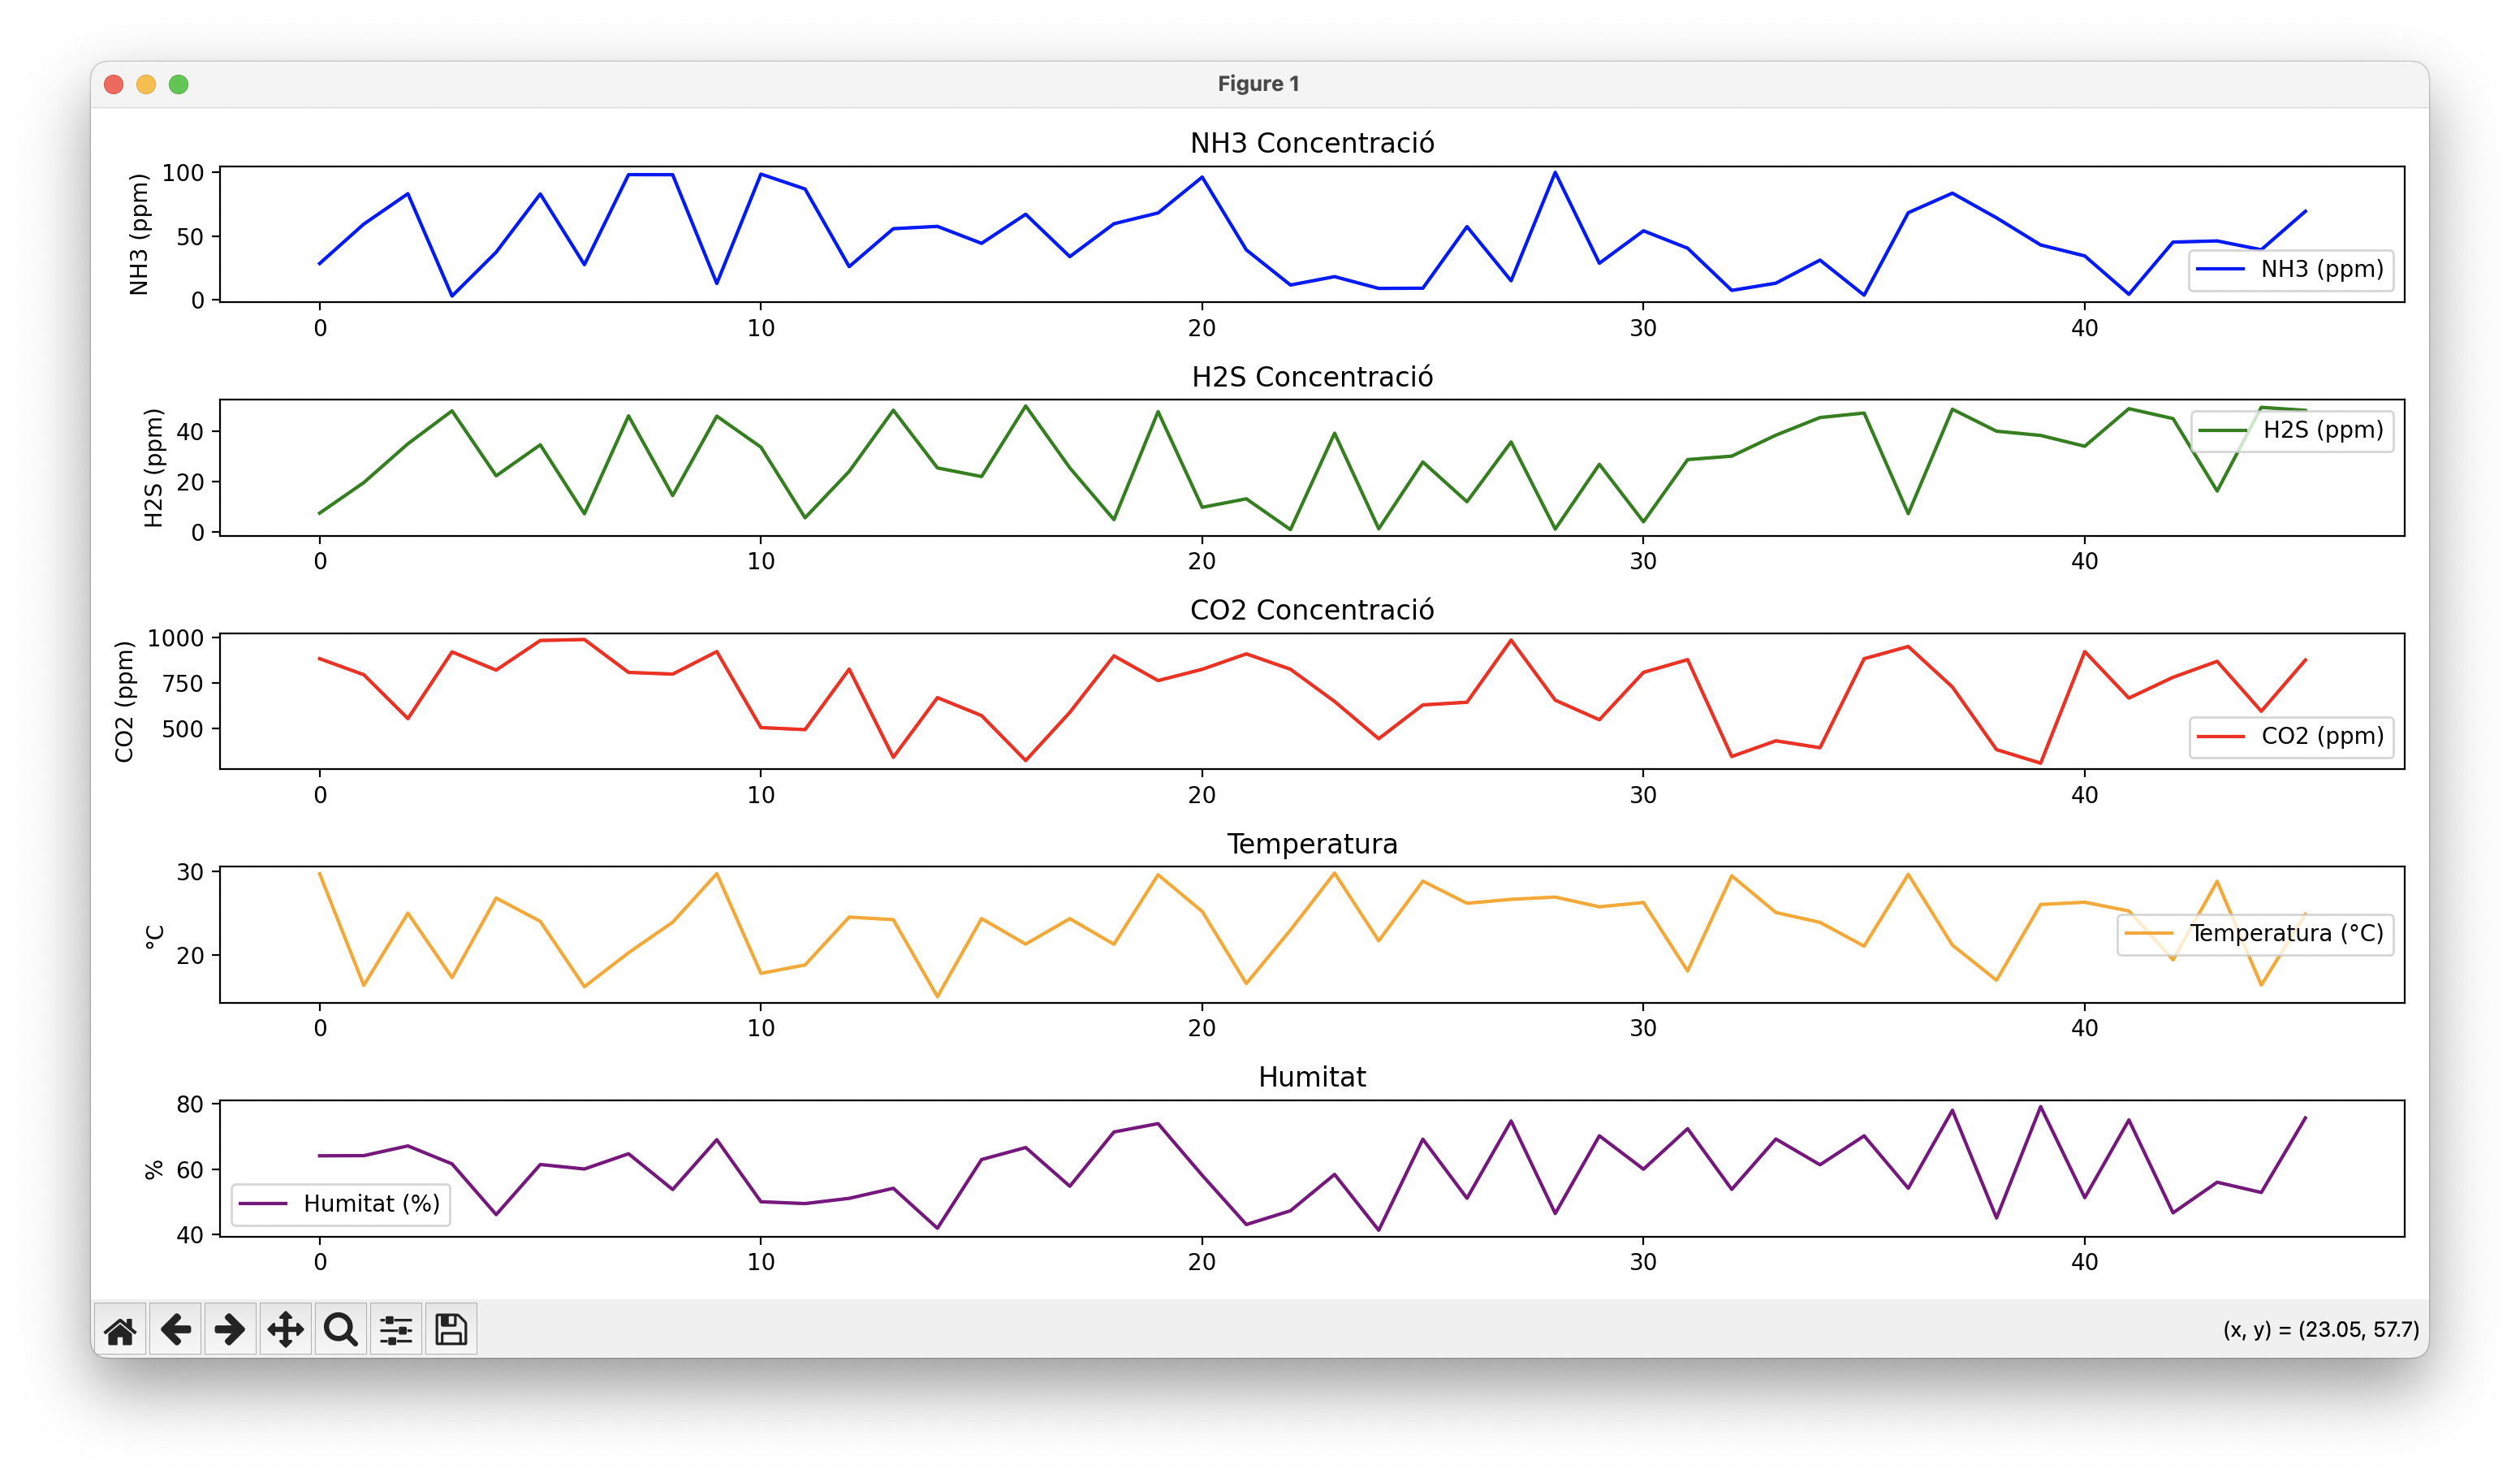 Figure 1
NH3 Concentració
NH3 (ppm)
100
50
0
NH3 (ppm)
0 10 20 30 40
H2S Concentració
H2S (ppm)
40
20
0
H2S (ppm)
0 10 20 30 40
CO2 Concentració
CO2 (ppm)
1000
750
500
CO2 (ppm)
0 10 20 30 40
Temperatura
°C
30
20
Temperatura (°C)
0 10 20 30 40
Humitat
%
80
60
40
Humitat (%)
0 10 20 30 40
(x, y) = (23.05, 57.7)